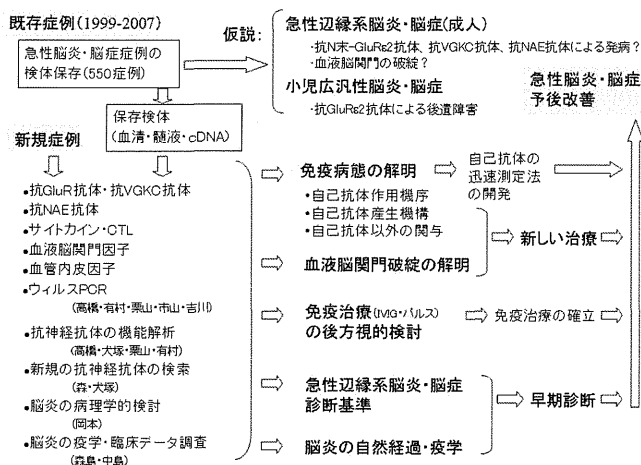 既存症例(1999-2007)
急性脳炎・脳症症例の
検体保存(550症例)
仮説:
急性辺縁系脳炎・脳症(成人)
・抗N末-GluRε2抗体、抗VGKC抗体、抗NAE抗体による発病?
・血液脳関門の破綻?
小児広汎性脳炎・脳症
・抗GluRε2抗体による後遺障害
急性脳炎・脳症
予後改善
保存検体
(血清・髄液・cDNA)
新規症例
•抗GluR抗体・抗VGKC抗体
•抗NAE抗体
•サイトカイン・CTL
•血液脳関門因子
•血管内皮因子
•ウィルスPCR
(高橋・有村・栗山・市山・吉川)
•抗神経抗体の機能解析
(高橋・犬塚・栗山・有村)
•新規の抗神経抗体の検索
(森・犬塚)
•脳炎の病理学的検討
(岡本)
•脳炎の疫学・臨床データ調査
(森島・中島)
免疫病態の解明
•自己抗体作用機序
•自己抗体産生機構
•自己抗体以外の関与
自己抗体の
迅速測定法
の開発
血液脳関門破綻の解明
新しい治療
免疫治療(IVIG・パルス)
の後方視的検討
免疫治療の確立
急性辺縁系脳炎・脳症
診断基準
早期診断
脳炎の自然経過・疫学